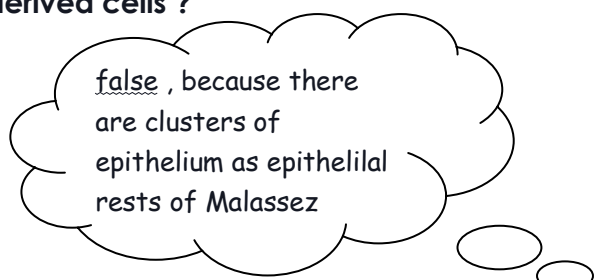 derived cells ?
false , because there
are clusters of
epithelium as epithelilal
rests of Malassez